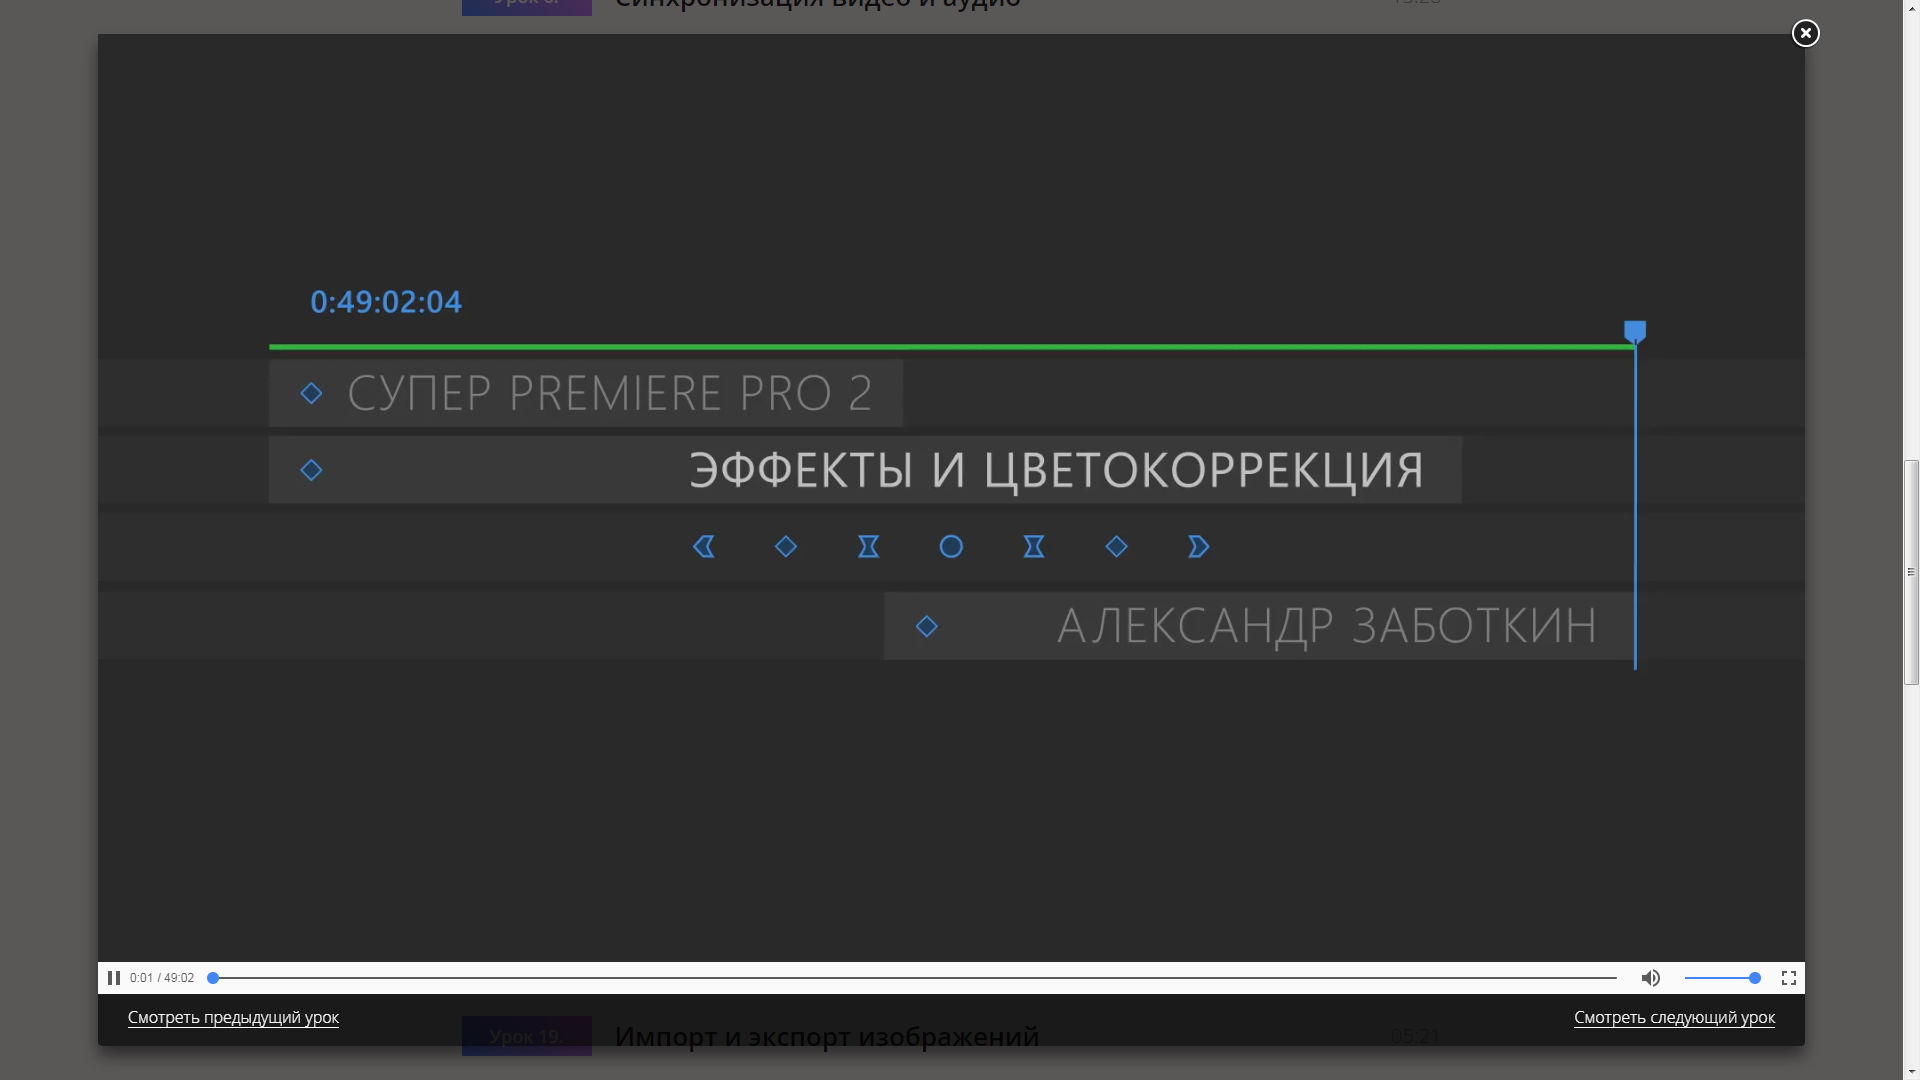 Урок 8.
Синхронизация видео и аудио
15:28
0:49:02:04
СУПЕР PREMIERE PRO 2
ЭФФЕКТЫ И ЦВЕТОКОРРЕКЦИЯ
АЛЕКСАНДР ЗАБОТКИН
0:01 / 49:02
Смотреть предыдущий урок
Смотреть следующий урок
Урок 19.
Импорт и экспорт изображений
05:21